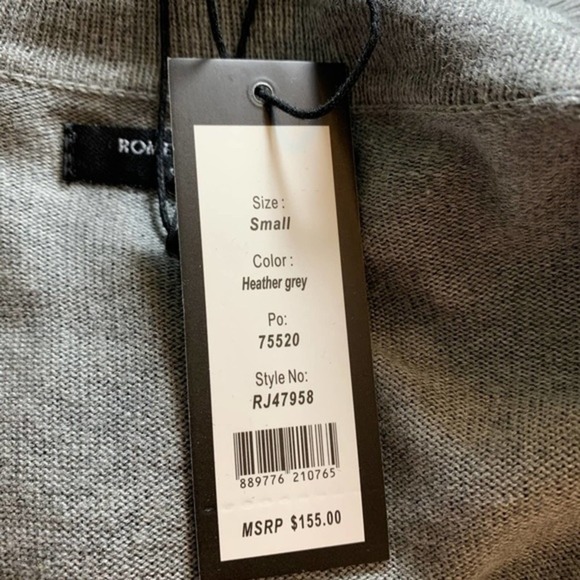 Size :
Small
Color :
Heather grey
Po:
75520
Style No:
RJ47958
889776 210765
MSRP $155.00